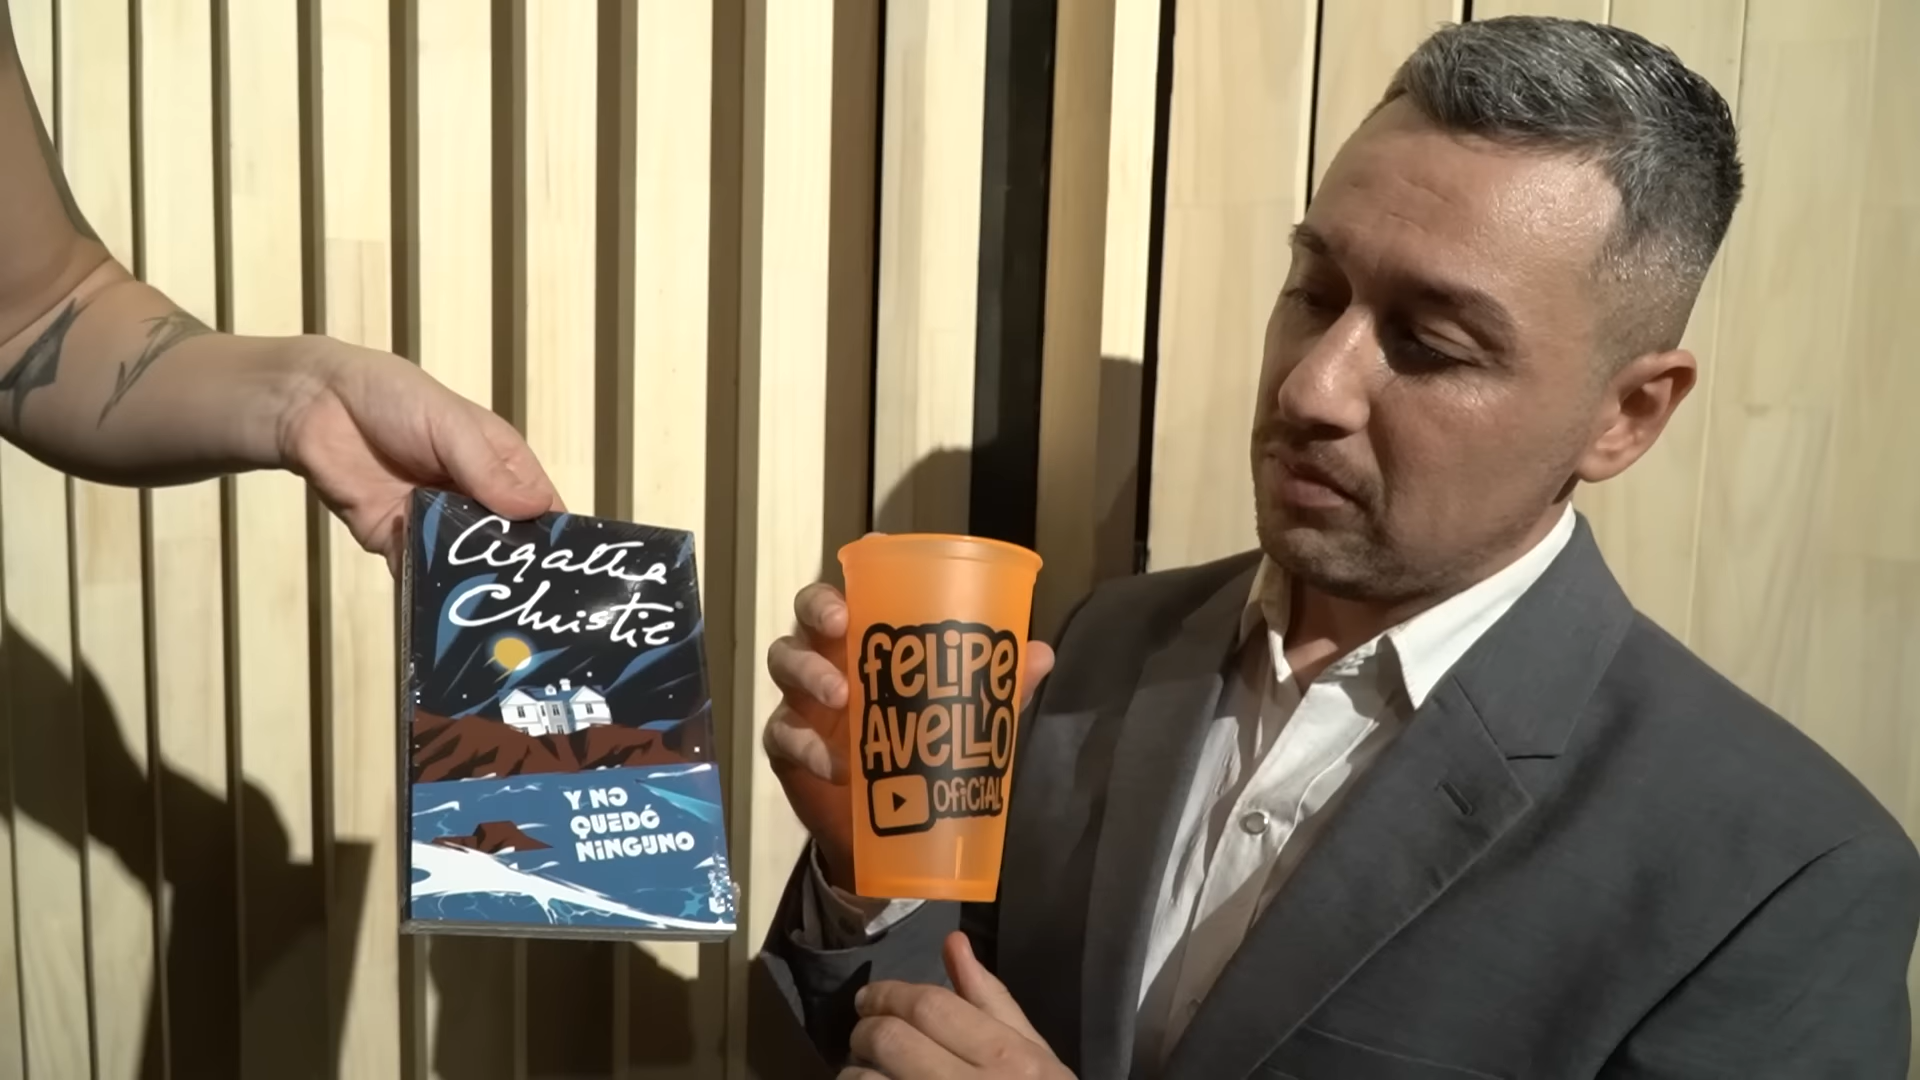 Agatha
Christie
Y NO
QUEDÓ
NINGUNO
FELiPE
AVELLO
OFiCiAL